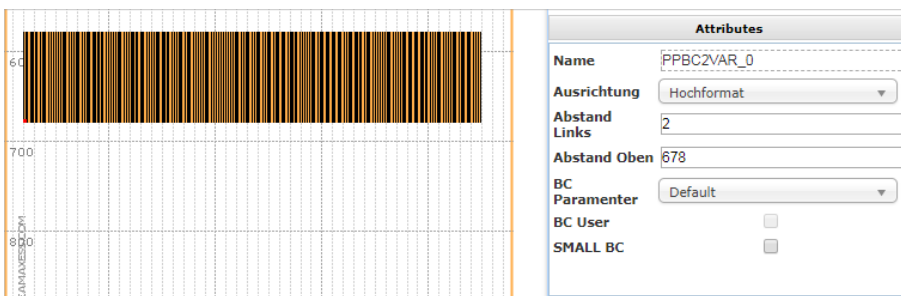 60
700
800
Attributes
Name PPBC2VAR_0
Ausrichtung Hochformat
Abstand
Links 2
Abstand Oben 678
BC
Paramenter Default
BC User
SMALL BC